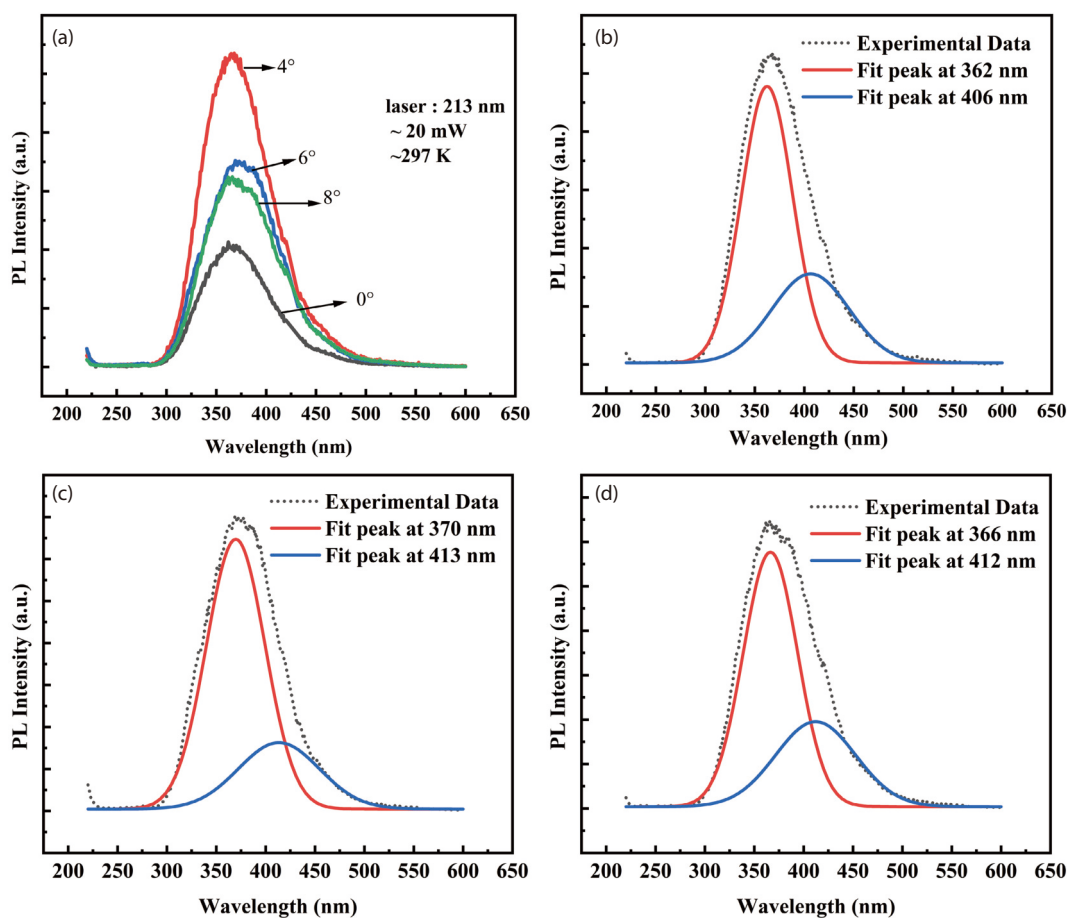 (a)
4°
6°
8°
0°
laser : 213 nm
~ 20 mW
~297 K
PL Intensity (a.u.)
200 250 300 350 400 450 500 550 600 650
Wavelength (nm)
(b)
Experimental Data
Fit peak at 362 nm
Fit peak at 406 nm
PL Intensity (a.u.)
200 250 300 350 400 450 500 550 600 650
Wavelength (nm)
(c)
Experimental Data
Fit peak at 370 nm
Fit peak at 413 nm
PL Intensity (a.u.)
200 250 300 350 400 450 500 550 600 650
Wavelength (nm)
(d)
Experimental Data
Fit peak at 366 nm
Fit peak at 412 nm
PL Intensity (a.u.)
200 250 300 350 400 450 500 550 600 650
Wavelength (nm)